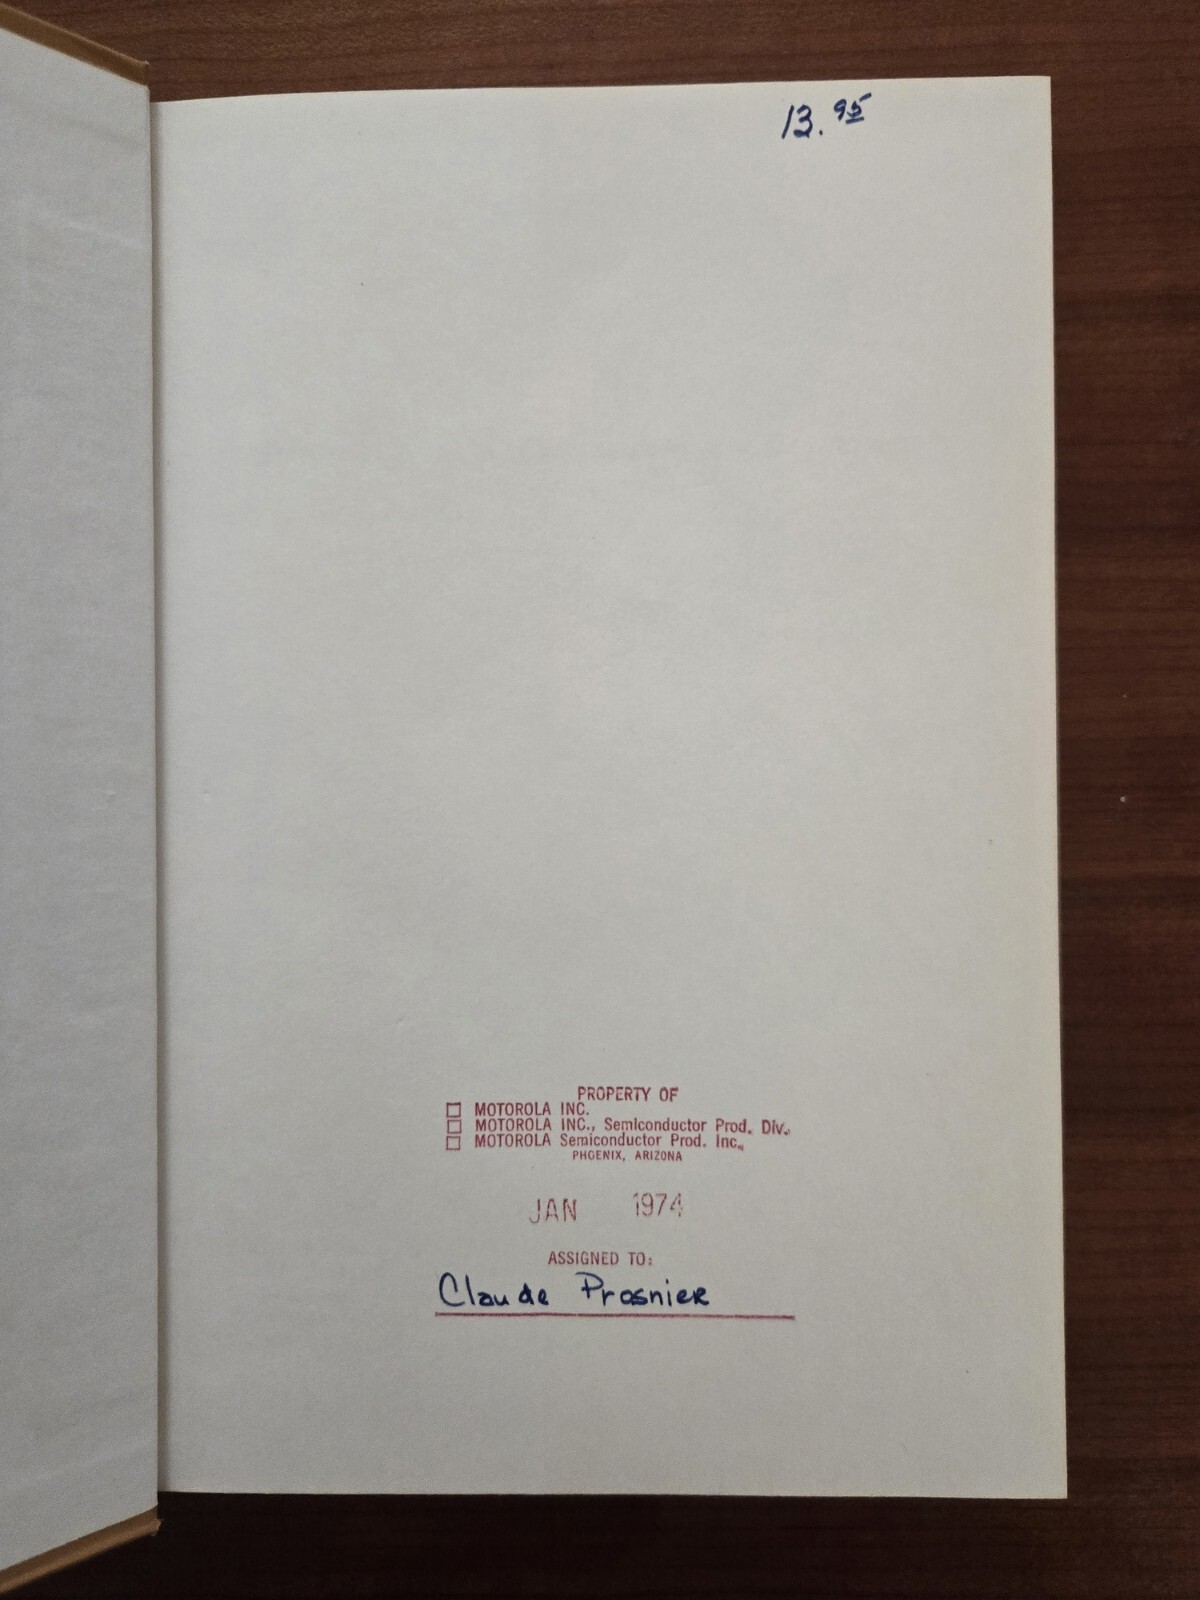 13.95
PROPERTY OF
MOTOROLA INC.
MOTOROLA INC., Semiconductor Prod. Div.
MOTOROLA Semiconductor Prod. Inc.
PHOENIX, ARIZONA
JAN 1974
ASSIGNED TO:
Claude Prosnier